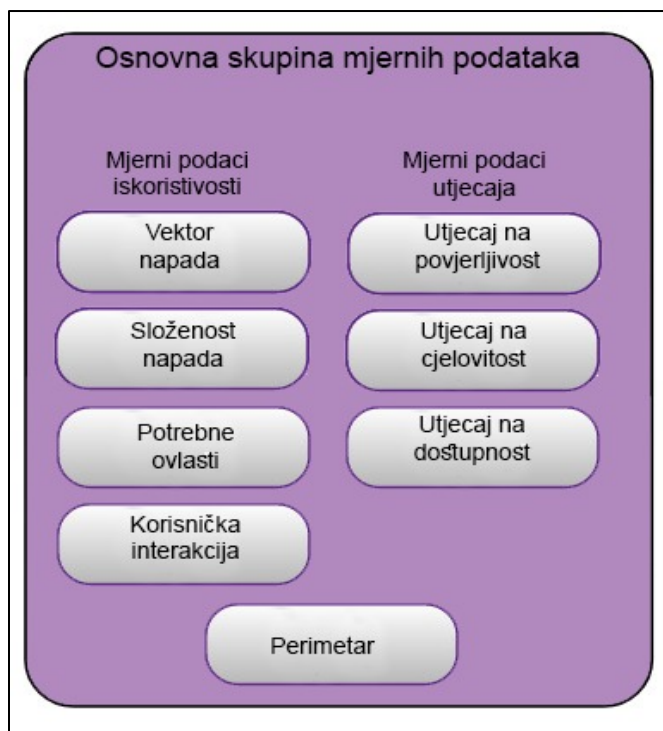 Osnovna skupina mjernih podataka
Mjerni podaci
iskoristivosti
Vektor
napada
Složenost
napada
Potrebne
ovlasti
Korisnička
interakcija
Mjerni podaci
utjecaja
Utjecaj na
povjerljivost
Utjecaj na
cjelovitost
Utjecaj na
dostupnost
Perimetar